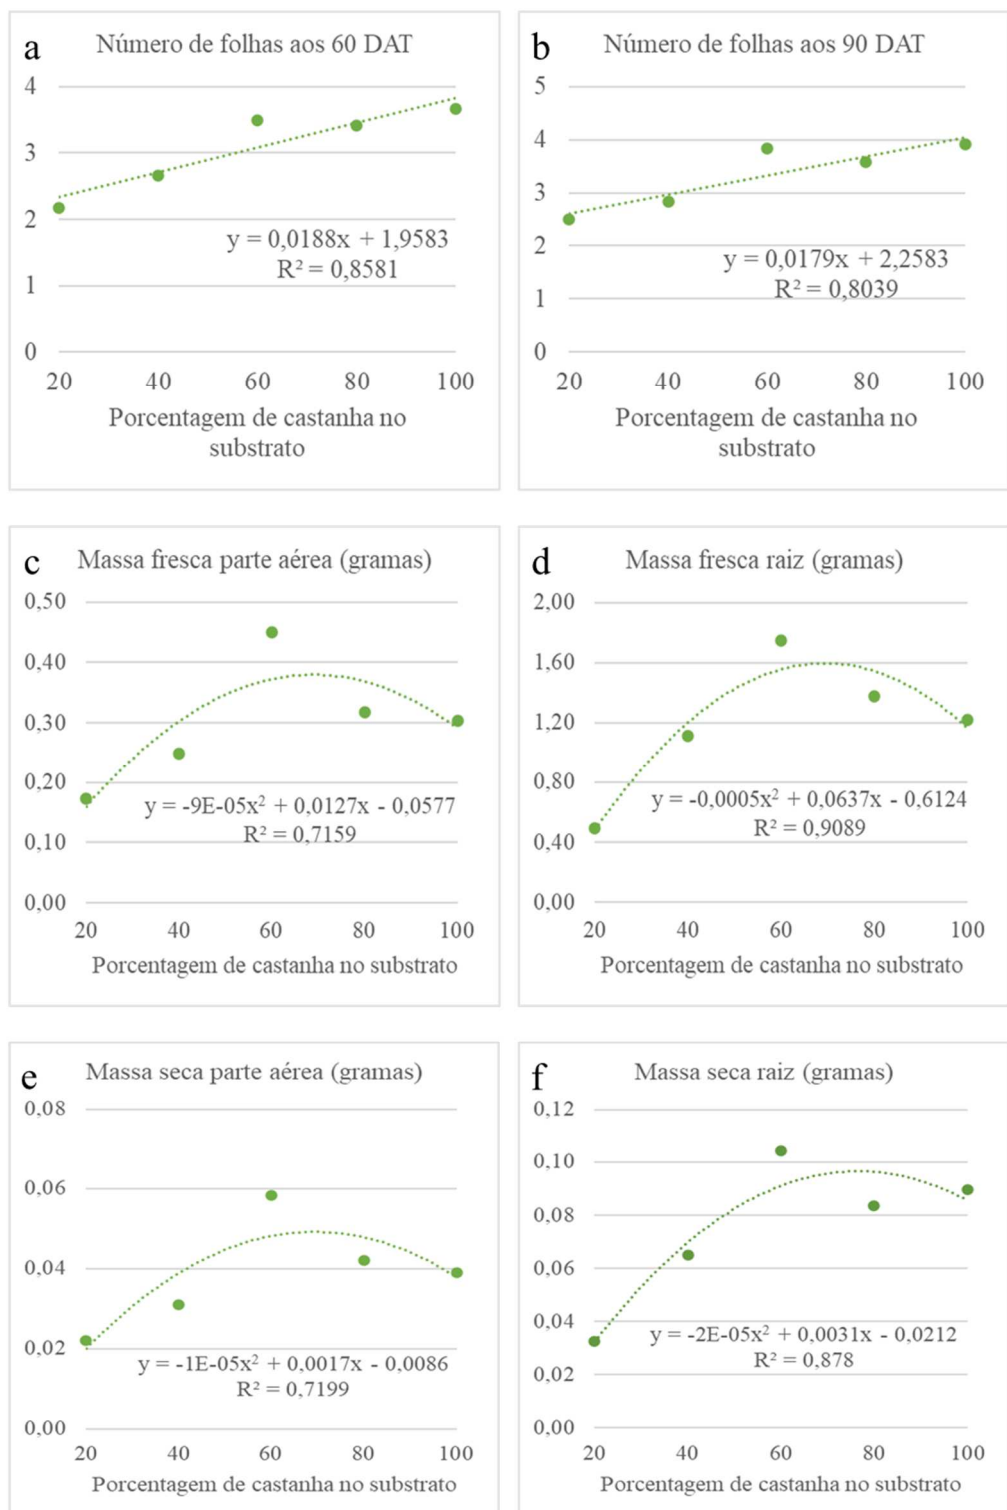 a
Número de folhas aos 60 DAT
4
3
2
1
0
y = 0,0188x + 1,9583
R² = 0,8581
20 40 60 80 100
Porcentagem de castanha no
substrato
b
Número de folhas aos 90 DAT
5
4
3
2
1
0
y = 0,0179x + 2,2583
R² = 0,8039
20 40 60 80 100
Porcentagem de castanha no
substrato
c
Massa fresca parte aérea (gramas)
0,50
0,40
0,30
0,20
0,10
0,00
y = -9E-05x² + 0,0127x - 0,0577
R² = 0,7159
20 40 60 80 100
Porcentagem de castanha no substrato
d
Massa fresca raiz (gramas)
2,00
1,60
1,20
0,80
0,40
0,00
y = -0,0005x² + 0,0637x - 0,6124
R² = 0,9089
20 40 60 80 100
Porcentagem de castanha no substrato
e
Massa seca parte aérea (gramas)
0,08
0,06
0,04
0,02
0,00
y = -1E-05x² + 0,0017x - 0,0086
R² = 0,7199
20 40 60 80 100
Porcentagem de castanha no substrato
f
Massa seca raiz (gramas)
0,12
0,10
0,08
0,06
0,04
0,02
0,00
y = -2E-05x² + 0,0031x - 0,0212
R² = 0,878
20 40 60 80 100
Porcentagem de castanha no substrato